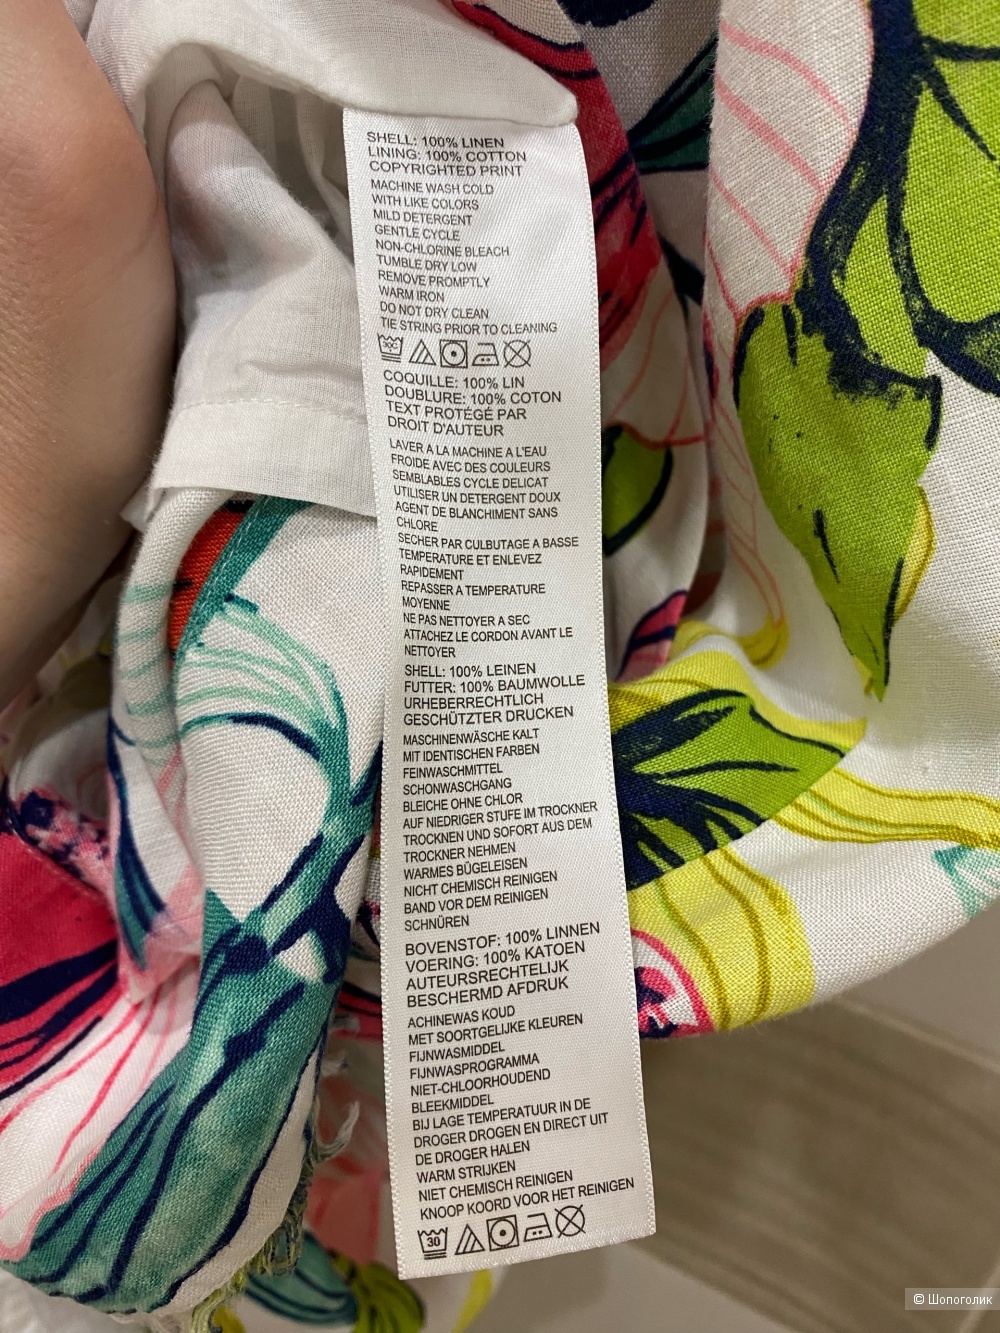 SHELL: 100% LINEN
LINING: 100% COTTON
COPYRIGHTED PRINT
MACHINE WASH COLD
WITH LIKE COLORS
MILD DETERGENT
GENTLE CYCLE
NON-CHLORINE BLEACH
TUMBLE DRY LOW
REMOVE PROMPTLY
WARM IRON
DO NOT DRY CLEAN
TIE STRING PRIOR TO CLEANING
COQUILLE: 100% LIN
DOUBLURE: 100% COTON
TEXT PROTÉGÉ PAR
DROIT D'AUTEUR
LAVER A LA MACHINE A L'EAU
FROIDE AVEC DES COULEURS
SEMBLABLES CYCLE DELICAT
UTILISER UN DETERGENT DOUX
AGENT DE BLANCHIMENT SANS
CHLORE
SECHER PAR CULBUTAGE A BASSE
TEMPERATURE ET ENLEVEZ
RAPIDEMENT
REPASSER A TEMPERATURE
MOYENNE
NE PAS NETTOYER A SEC
ATTACHEZ LE CORDON AVANT LE
NETTOYER
SHELL: 100% LEINEN
FUTTER: 100% BAUMWOLLE
URHEBERRECHTLICH
GESCHÜTZTER DRUCKEN
MASCHINENWÄSCHE KALT
MIT IDENTISCHEN FARBEN
FEINWASCHMITTEL
SCHONWASCHGANG
BLEICHE OHNE CHLOR
AUF NIEDRIGER STUFE IM TROCKNER
TROCKNEN UND SOFORT AUS DEM
TROCKNER NEHMEN
WARMES BÜGELEISEN
NICHT CHEMISCH REINIGEN
BAND VOR DEM REINIGEN
SCHNÜREN
BOVENSTOF: 100% LINNEN
VOERING: 100% KATOEN
AUTEURSRECHTELIJK
BESCHERMD AFDRUK
ACHINEWAS KOUD
MET SOORTGELIJKE KLEUREN
FIJNWASMIDDEL
FIJNWASPROGRAMMA
NIET-CHLOORHOUDEND
BLEEKMIDDEL
BIJ LAGE TEMPERATUUR IN DE
DROGER DROGEN EN DIRECT UIT
DE DROGER HALEN
WARM STRIJKEN
NIET CHEMISCH REINIGEN
KNOOP KOORD VOOR HET REINIGEN
30
© Шопоголик